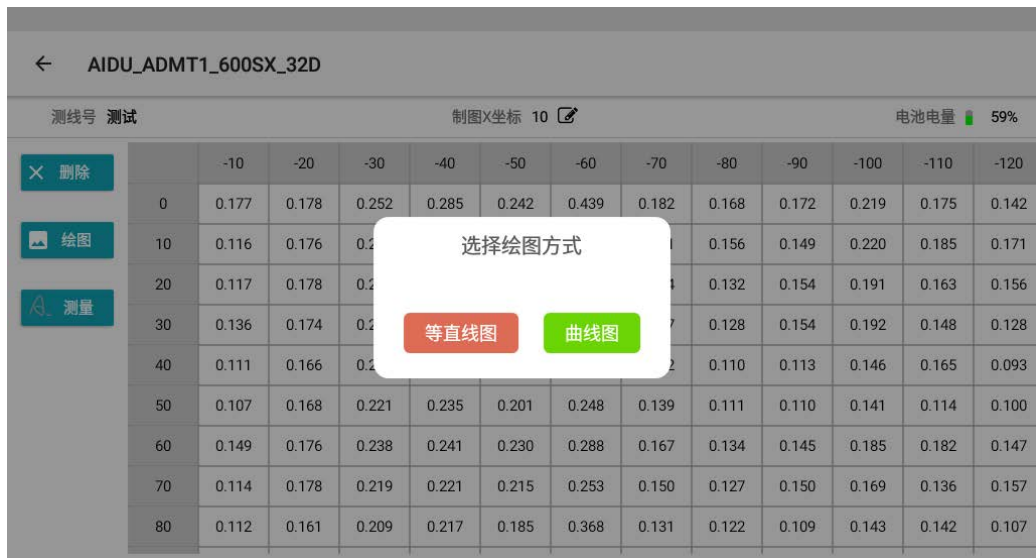 AIDU_ADMT1_600SX_32D
测线号 测试 制图X坐标 10 电池电量 59%
删除
绘图
测量
-10 -20 -30 -40 -50 -60 -70 -80 -90 -100 -110 -120
0 0.177 0.178 0.252 0.285 0.242 0.439 0.182 0.168 0.172 0.219 0.175 0.142
10 0.116 0.176 0.156 0.149 0.220 0.185 0.171
20 0.117 0.178 0.132 0.154 0.191 0.163 0.156
30 0.136 0.174 0.128 0.154 0.192 0.148 0.128
40 0.111 0.166 0.110 0.113 0.146 0.165 0.093
50 0.107 0.168 0.221 0.235 0.201 0.248 0.139 0.111 0.110 0.141 0.114 0.100
60 0.149 0.176 0.238 0.241 0.230 0.288 0.167 0.134 0.145 0.185 0.182 0.147
70 0.114 0.178 0.219 0.221 0.215 0.253 0.150 0.127 0.150 0.169 0.136 0.157
80 0.112 0.161 0.209 0.217 0.185 0.368 0.131 0.122 0.109 0.143 0.142 0.107
选择绘图方式
等直线图 曲线图